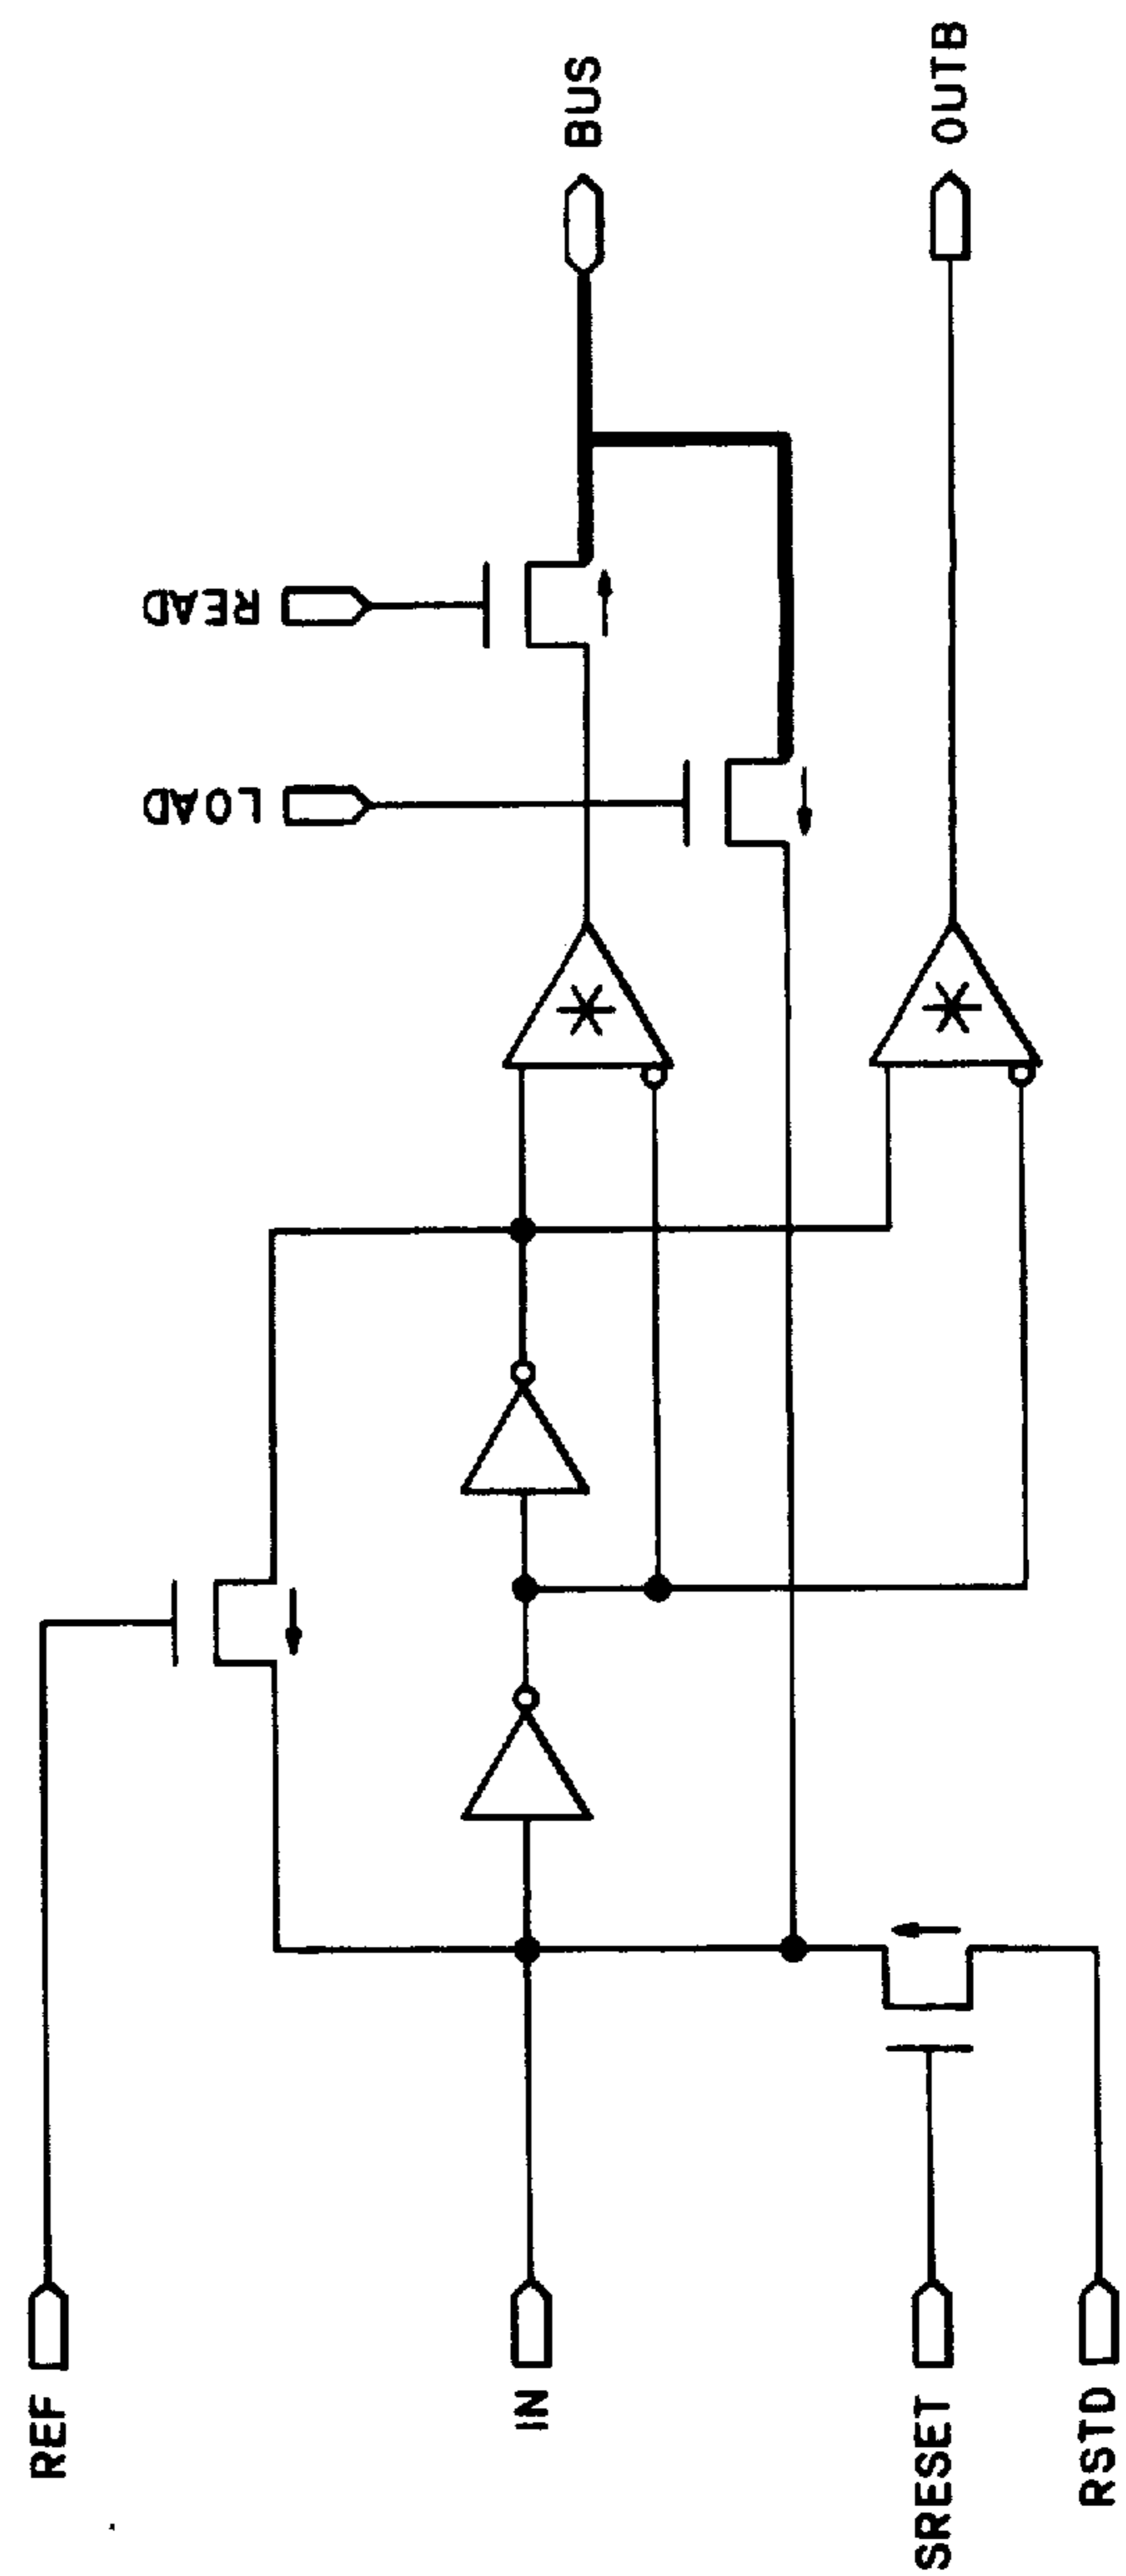 READ
LOAD
BUS
OUTB
REF
IN
SRESET
RSTD